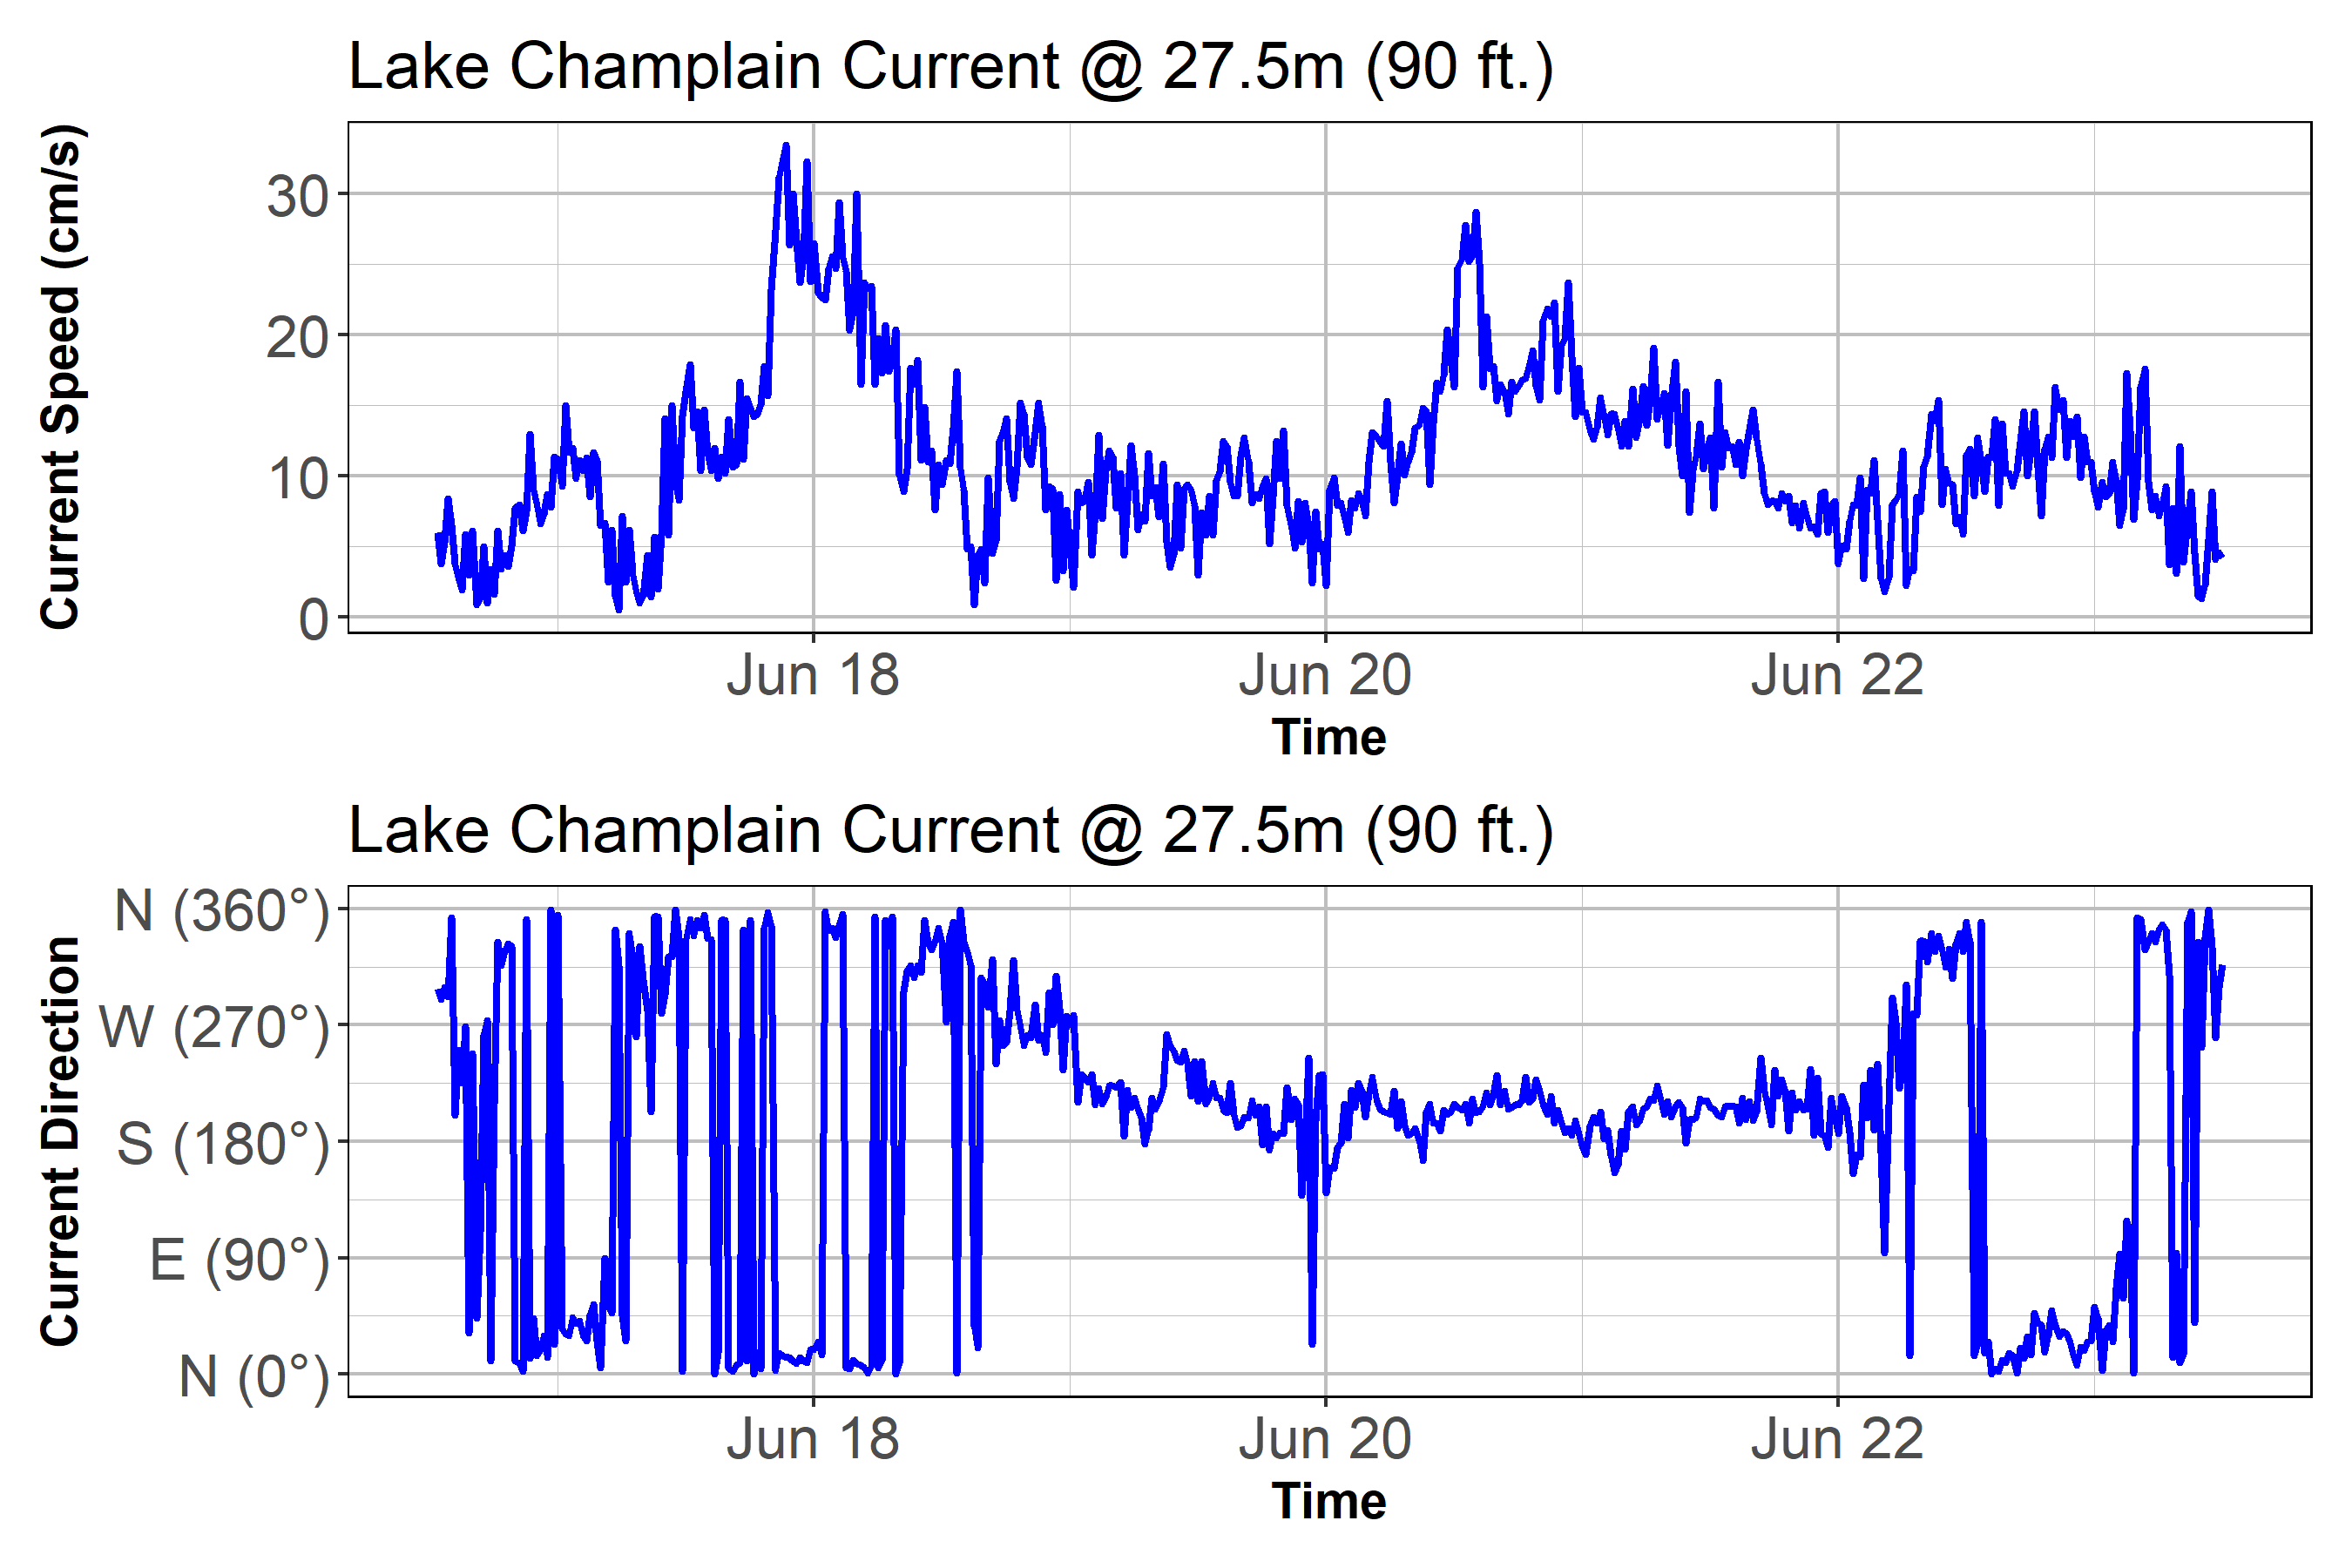 Lake Champlain Current @ 27.5m (90 ft.)
Current Speed (cm/s)
30
20
10
0
Jun 18 Jun 20 Jun 22
Time
Lake Champlain Current @ 27.5m (90 ft.)
Current Direction
N (360°)
W (270°)
S (180°)
E (90°)
N (0°)
Jun 18 Jun 20 Jun 22
Time